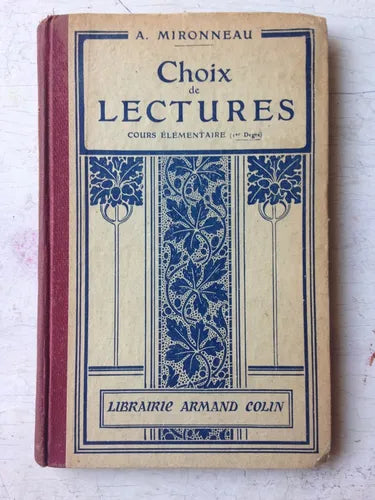 A. MIRONNEAU
Choix
de
LECTURES
COURS ÉLÉMENTAIRE (1er Degré)
LIBRAIRIE ARMAND COLIN